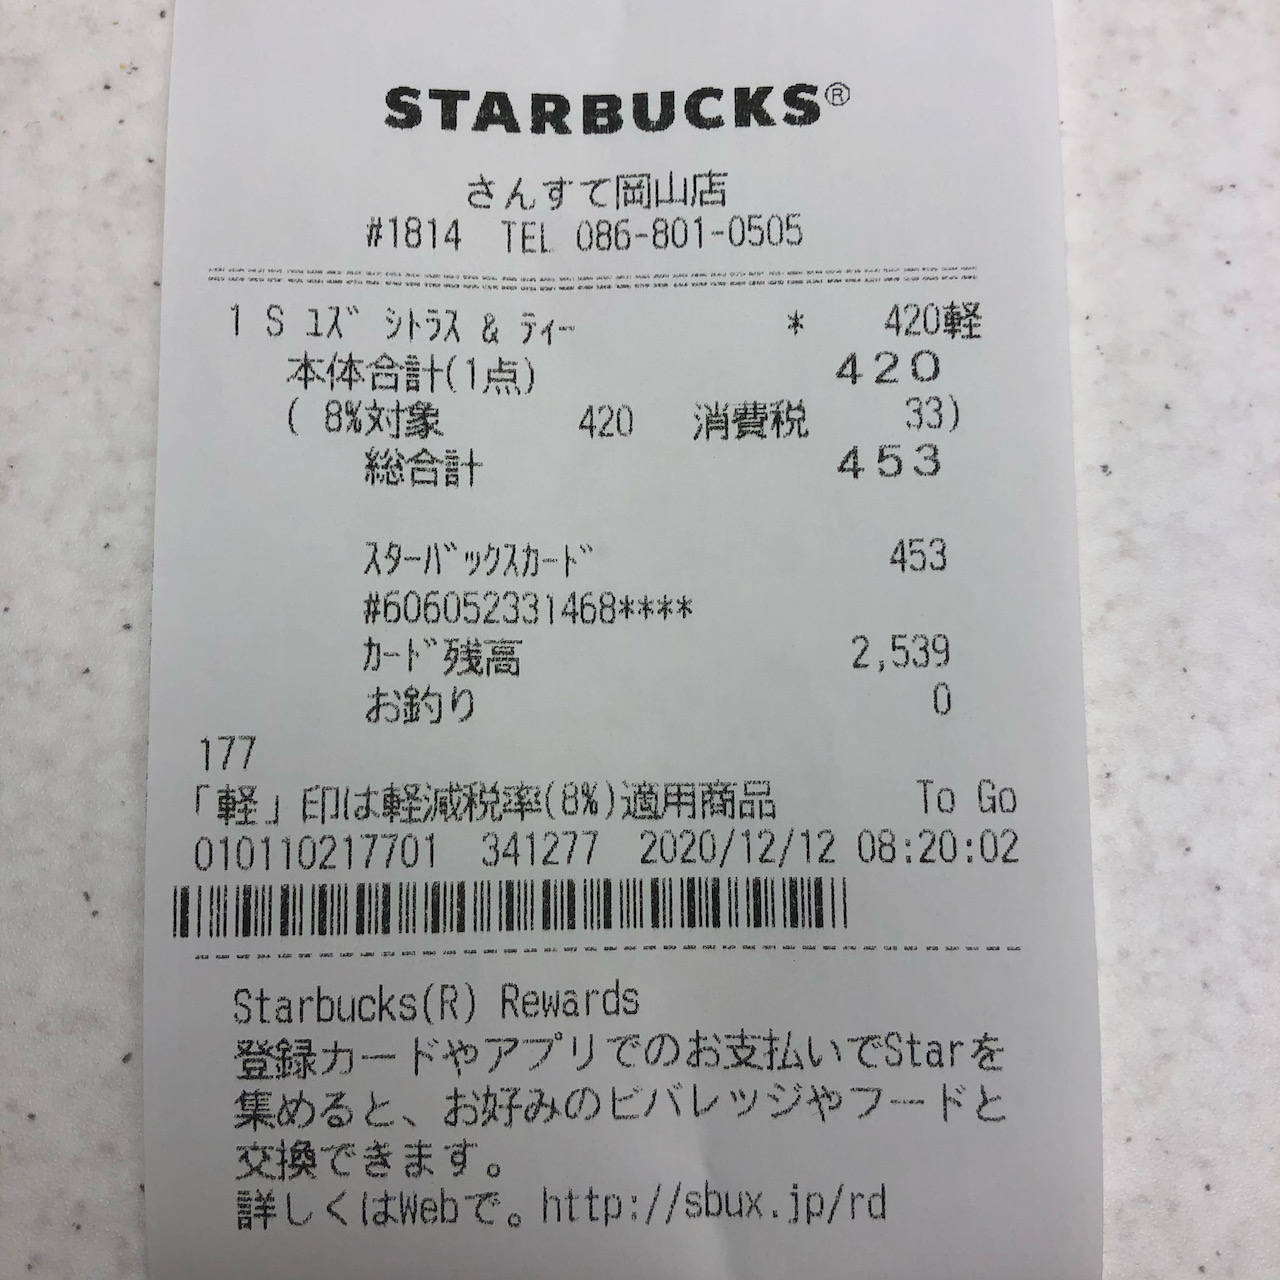 STARBUCKS®
さんすて岡山店
#1814 TEL 086-801-0505
1 S ﾕｽﾞ ｼﾄﾗｽ & ﾃｨｰ * 420軽
本体合計(1点) 420
( 8%対象 420 消費税 33)
総合計 453
ｽﾀｰﾊﾞｯｸｽｶｰﾄﾞ 453
#606052331468****
ｶｰﾄﾞ残高 2,539
お釣り 0
177
「軽」印は軽減税率(8%)適用商品 To Go
010110217701 341277 2020/12/12 08:20:02
Starbucks(R) Rewards
登録カードやアプリでのお支払いでStarを
集めると、お好みのビバレッジやフードと
交換できます。
詳しくはWebで。http://sbux.jp/rd